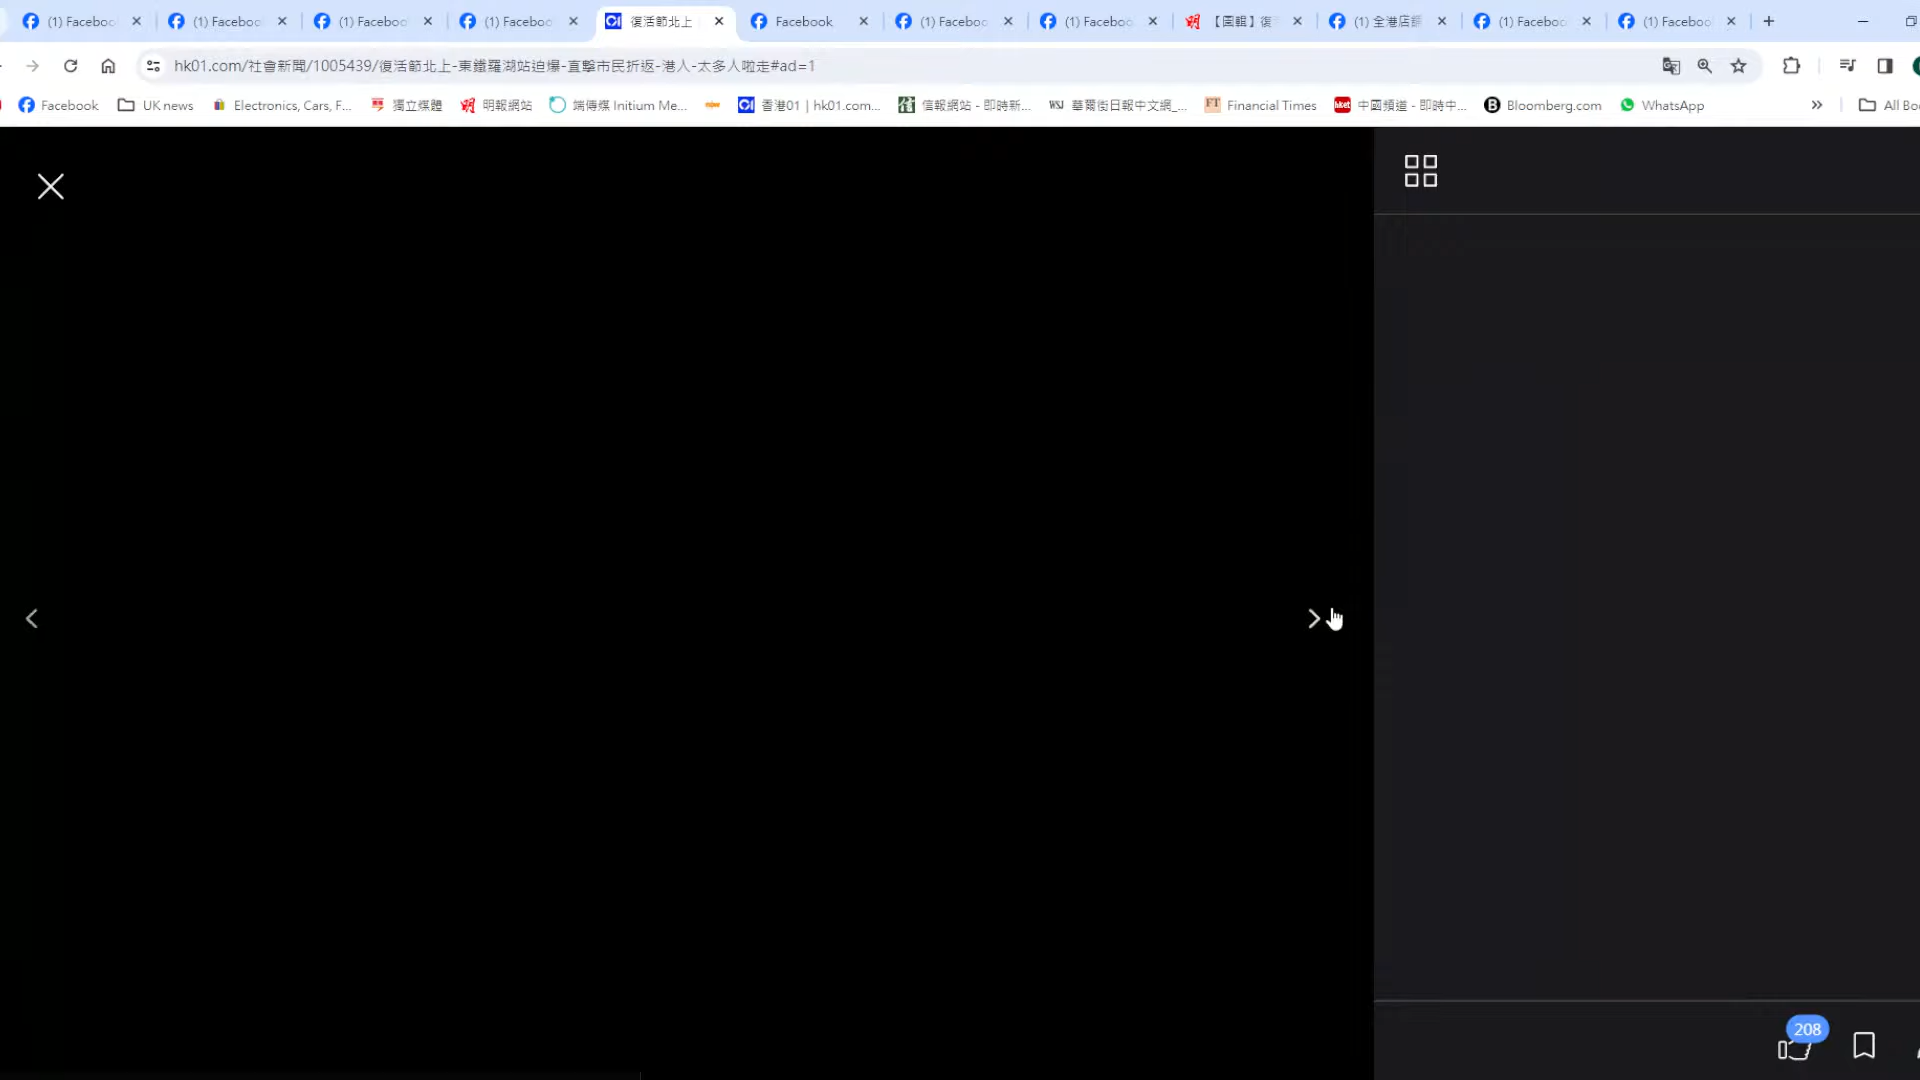 (1) Faceboo (1) Faceboo (1) Faceboo (1) Faceboo 復活節北上 Facebook (1) Faceboo (1) Faceboo 【圖輯】復 (1) 全港店 (1) Faceboo (1) Faceboo
hk01.com/社會新聞/1005439/復活節北上-東鐵羅湖站迫爆-直擊市民折返-港人-太多人啦走#ad=1
Facebook UK news Electronics, Cars, F... 獨立媒體 明報網站 端傳媒 Initium Me... 香港01 | hk01.com... 信報網站 - 即時新... WSJ 華爾街日報中文網_... FT Financial Times hket 中國頻道 - 即時中... B Bloomberg.com WhatsApp » All Bo
208